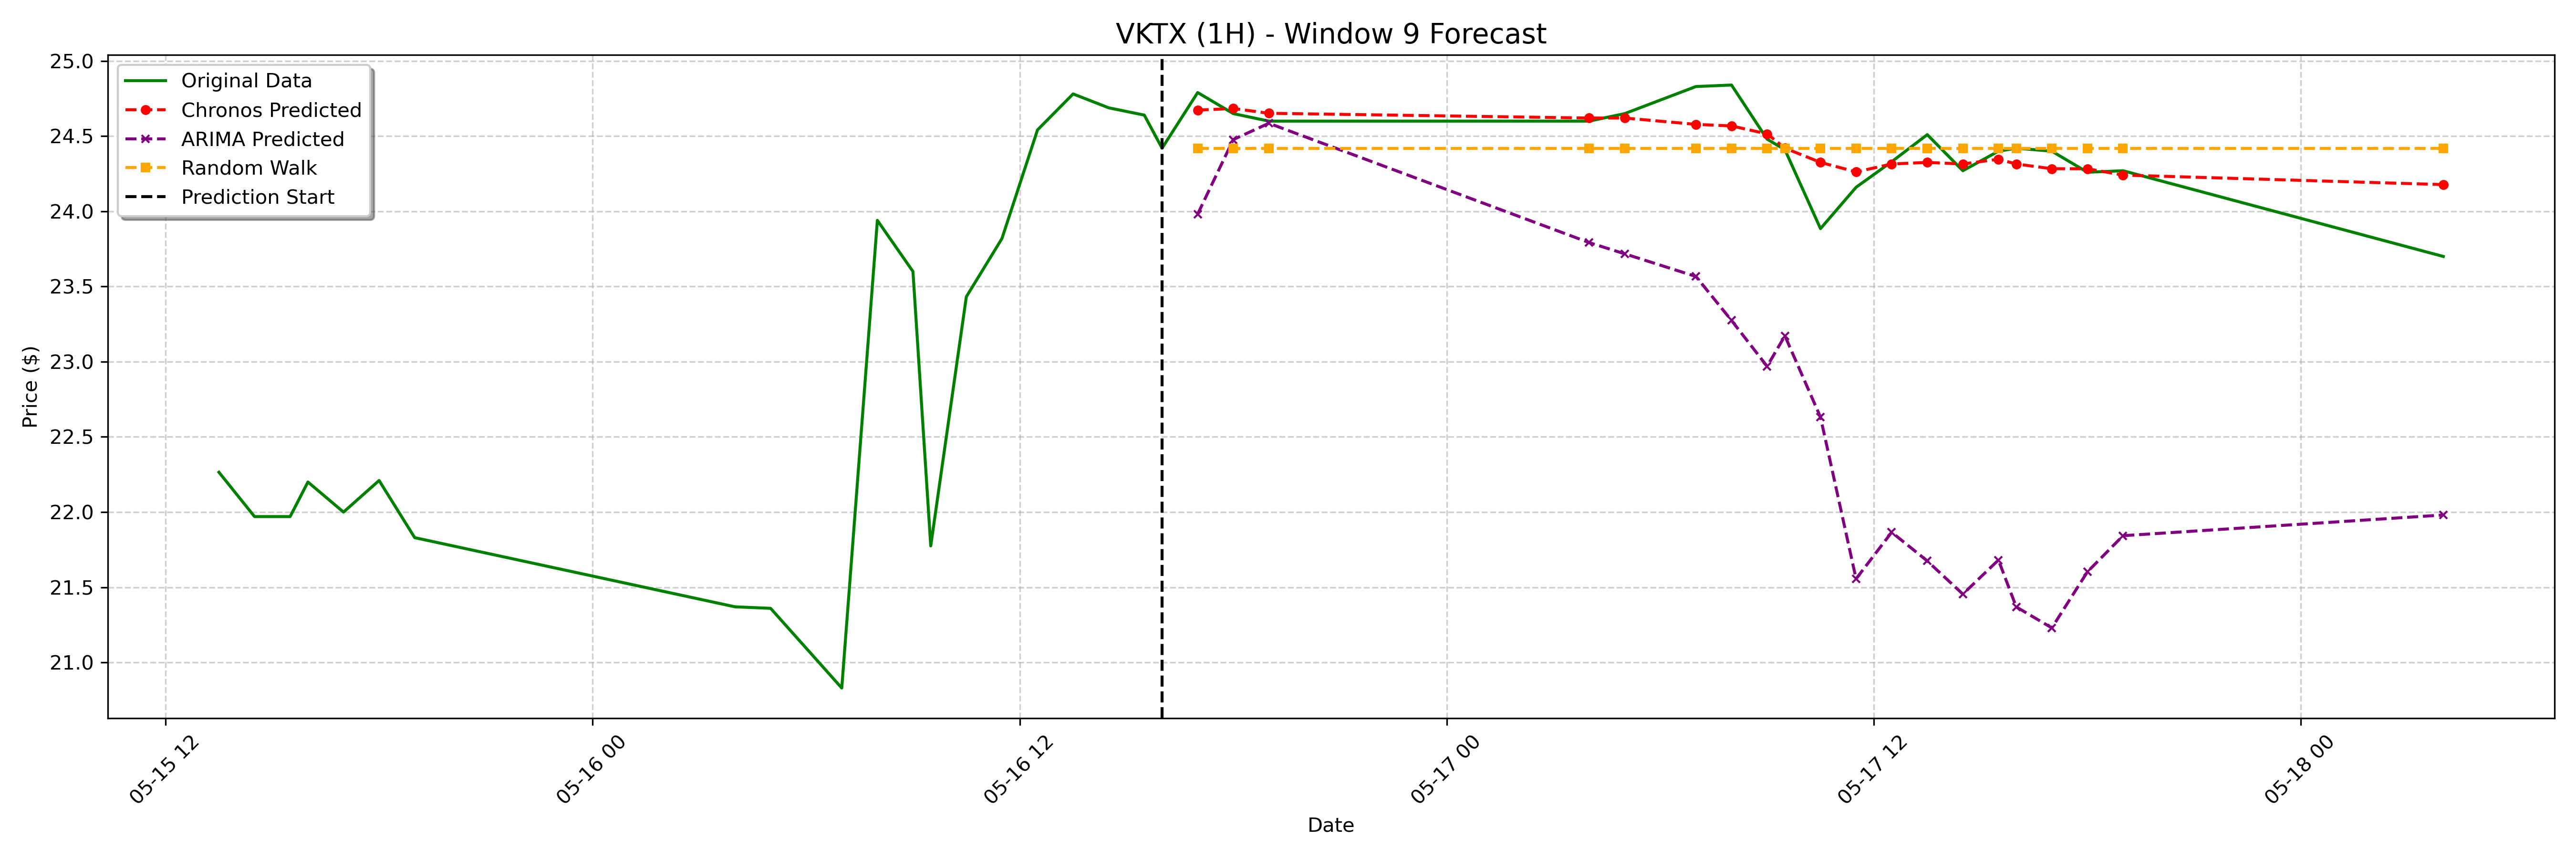 VKTX (1H) - Window 9 Forecast
25.0
24.5
24.0
23.5
23.0
22.5
22.0
21.5
21.0
Price ($)
Original Data
Chronos Predicted
ARIMA Predicted
Random Walk
Prediction Start
05-15 12
05-16 00
05-16 12
05-17 00
05-17 12
05-18 00
Date